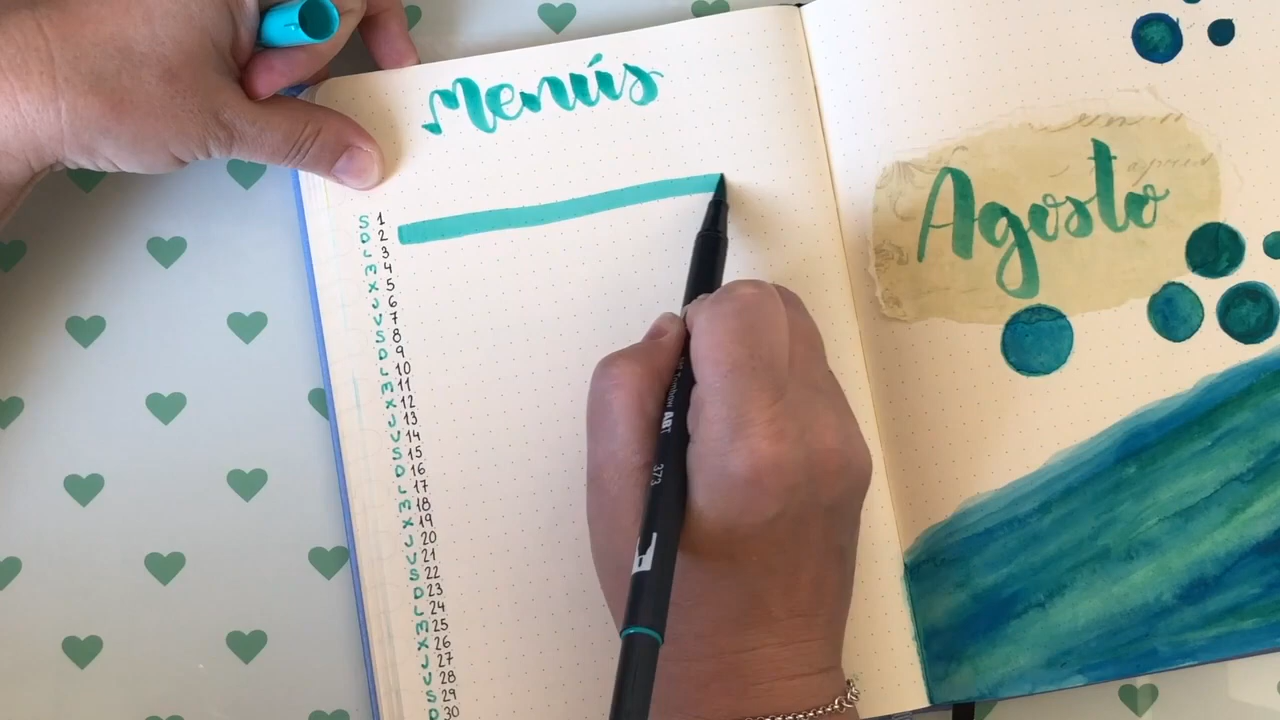 Menús
S 1
D 2
L 3
M 4
X 5
J 6
V 7
S 8
D 9
L 10
M 11
X 12
J 13
V 14
S 15
D 16
L 17
M 18
X 19
J 20
V 21
S 22
D 23
L 24
M 25
X 26
J 27
V 28
S 29
D 30
Tombow ABT 373
Agosto